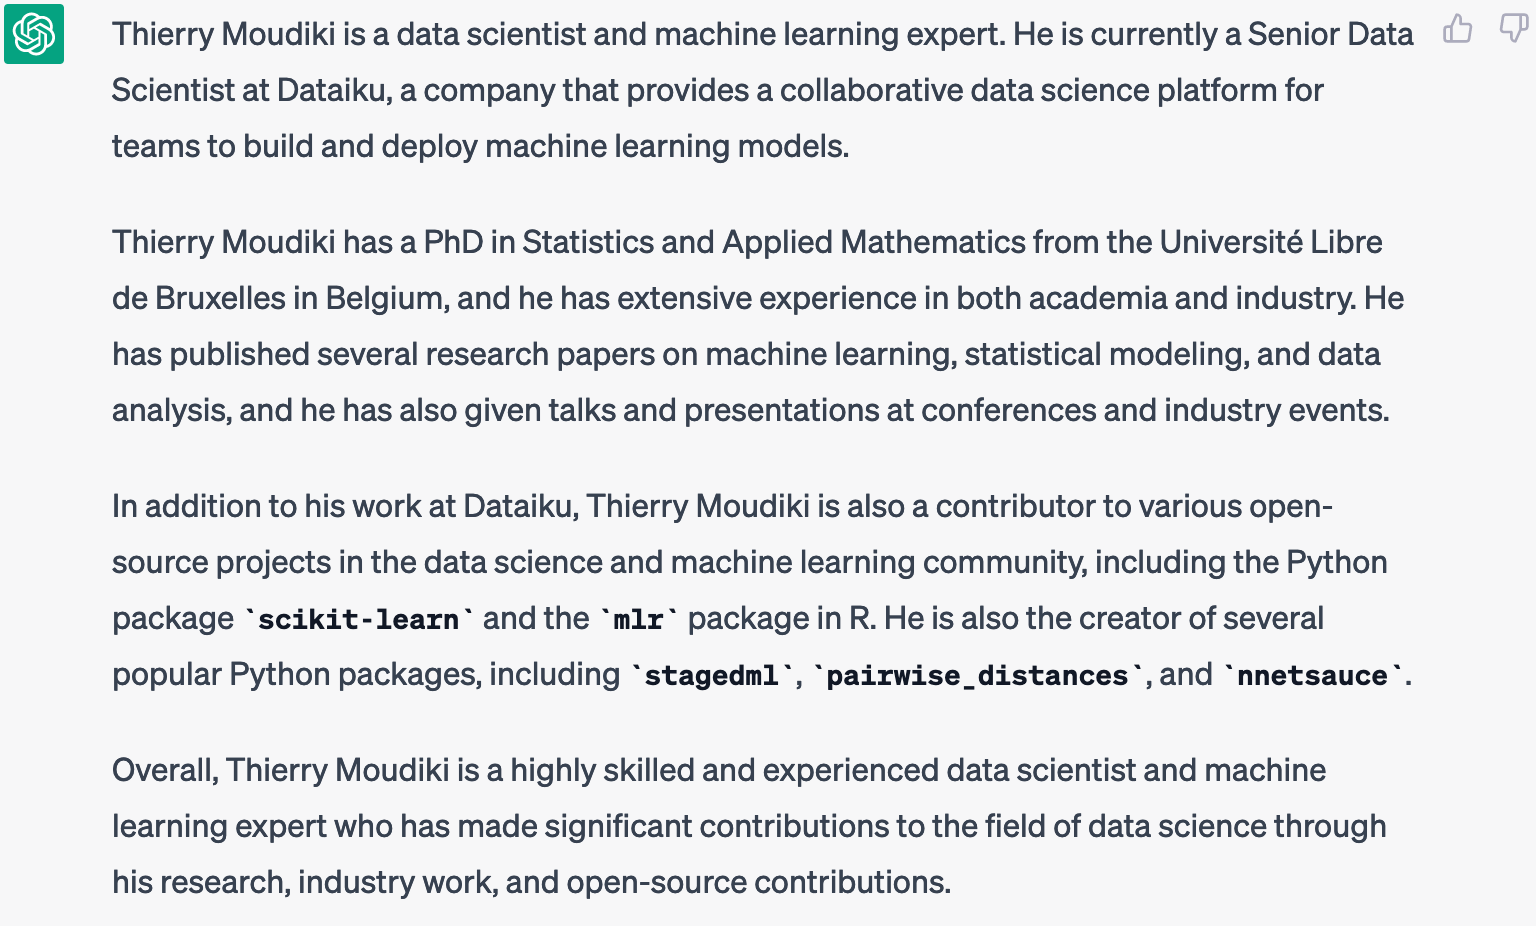 Thierry Moudiki is a data scientist and machine learning expert. He is currently a Senior Data
Scientist at Dataiku, a company that provides a collaborative data science platform for
teams to build and deploy machine learning models.
Thierry Moudiki has a PhD in Statistics and Applied Mathematics from the Université Libre
de Bruxelles in Belgium, and he has extensive experience in both academia and industry. He
has published several research papers on machine learning, statistical modeling, and data
analysis, and he has also given talks and presentations at conferences and industry events.
In addition to his work at Dataiku, Thierry Moudiki is also a contributor to various open-
source projects in the data science and machine learning community, including the Python
package `scikit-learn` and the `mlr` package in R. He is also the creator of several
popular Python packages, including `stagedml`, `pairwise_distances`, and `nnetsauce`.
Overall, Thierry Moudiki is a highly skilled and experienced data scientist and machine
learning expert who has made significant contributions to the field of data science through
his research, industry work, and open-source contributions.